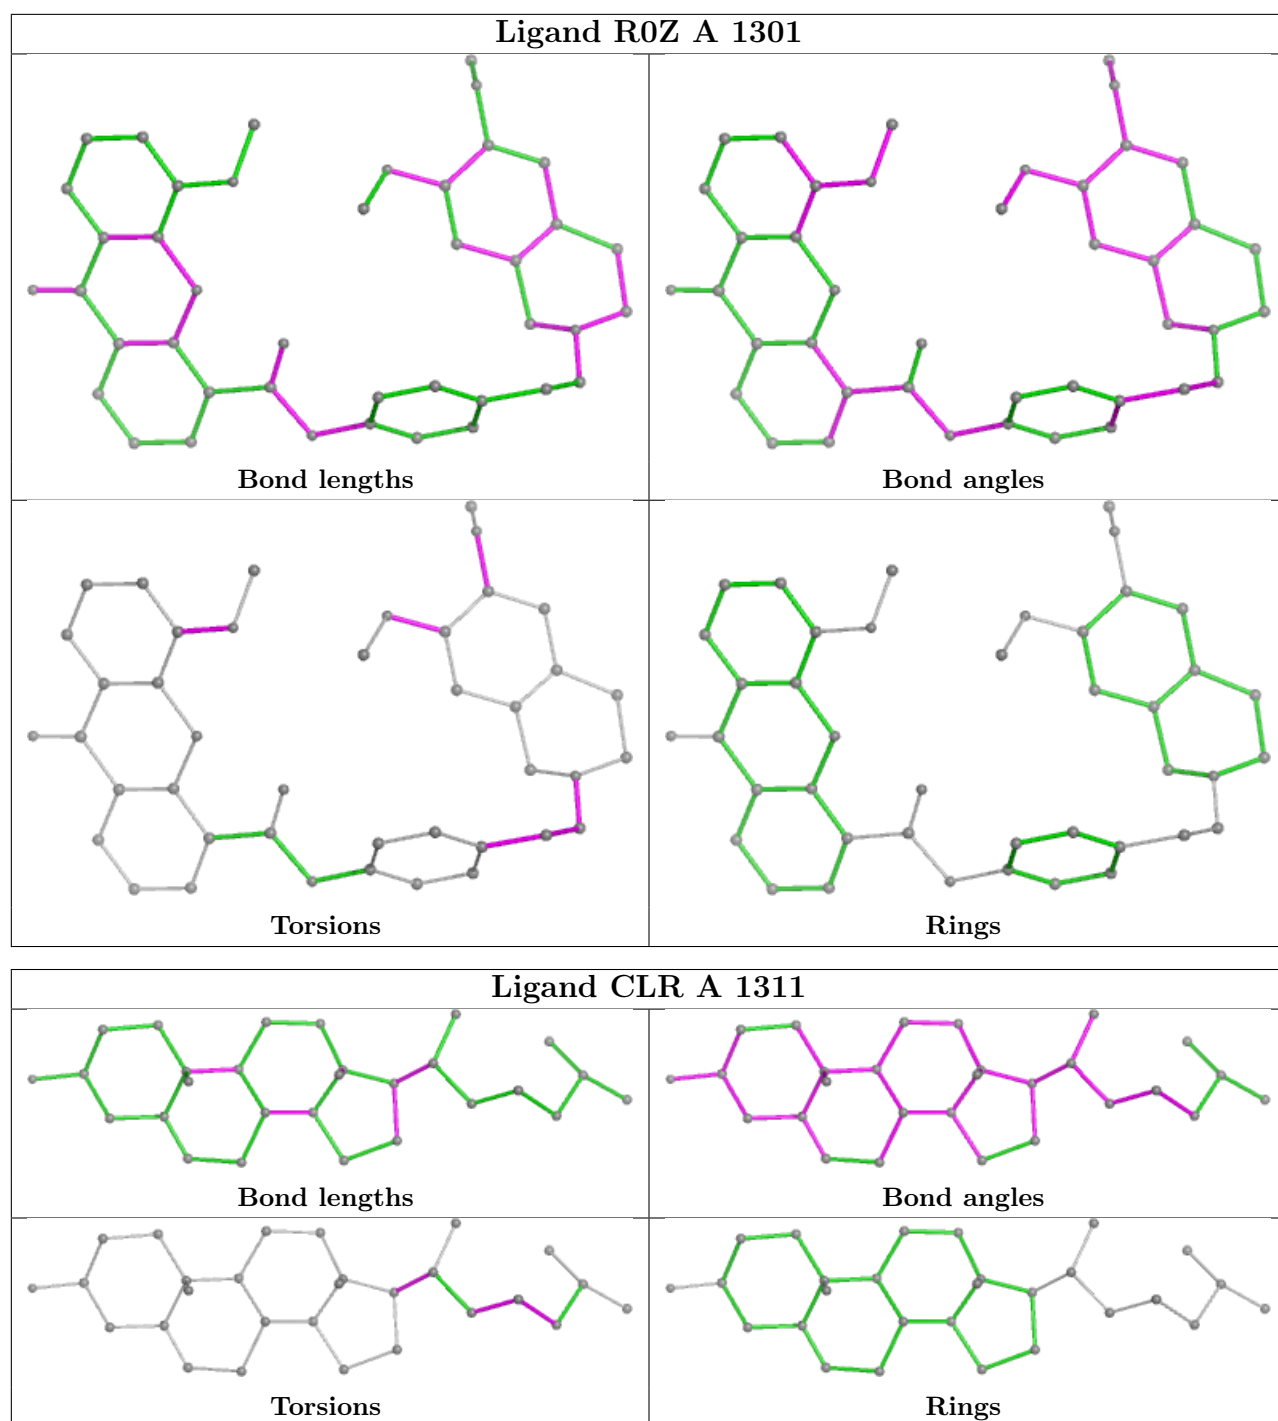 Ligand R0Z A 1301
Bond lengths
Bond angles
Torsions
Rings
Ligand CLR A 1311
Bond lengths
Bond angles
Torsions
Rings